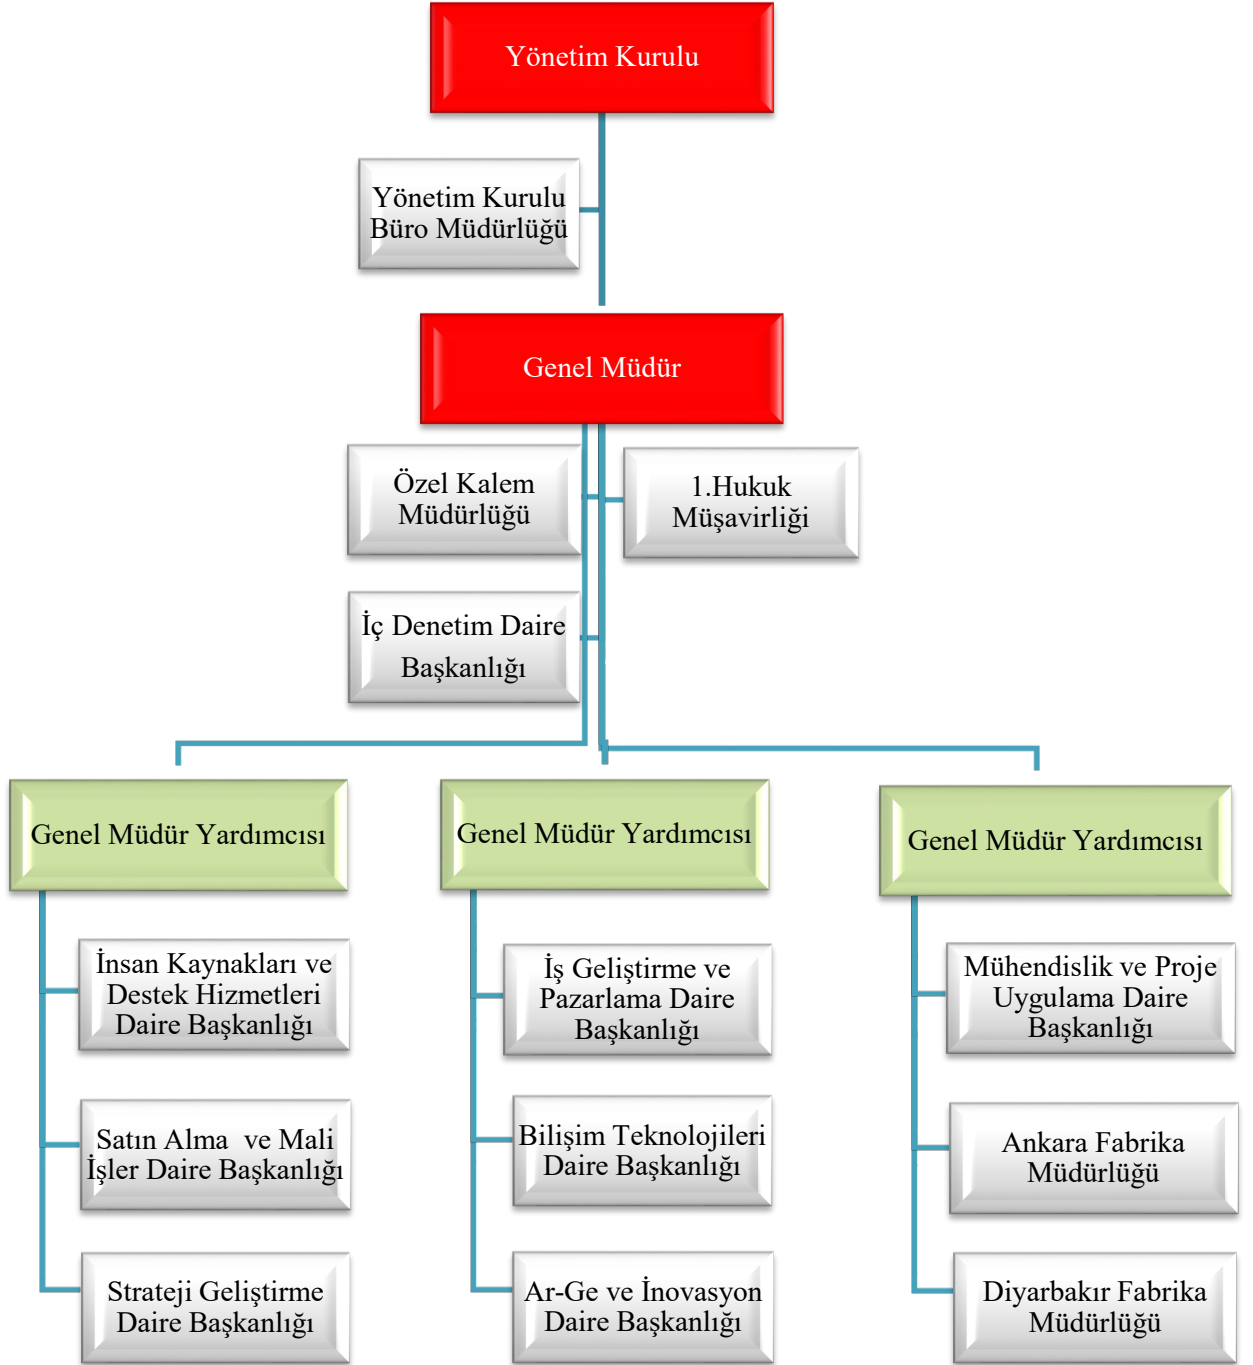 Yönetim Kurulu
Yönetim Kurulu
Büro Müdürlüğü
Genel Müdür
Özel Kalem
Müdürlüğü
1.Hukuk
Müşavirliği
İç Denetim Daire
Başkanlığı
Genel Müdür Yardımcısı
İnsan Kaynakları ve
Destek Hizmetleri
Daire Başkanlığı
Satın Alma ve Mali
İşler Daire Başkanlığı
Strateji Geliştirme
Daire Başkanlığı
Genel Müdür Yardımcısı
İş Geliştirme ve
Pazarlama Daire
Başkanlığı
Bilişim Teknolojileri
Daire Başkanlığı
Ar-Ge ve İnovasyon
Daire Başkanlığı
Genel Müdür Yardımcısı
Mühendislik ve Proje
Uygulama Daire
Başkanlığı
Ankara Fabrika
Müdürlüğü
Diyarbakır Fabrika
Müdürlüğü